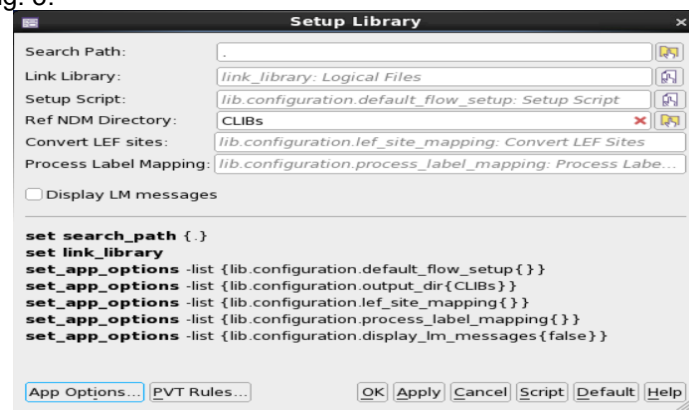 g. 6.
Setup Library
Search Path: .
Link Library: link_library: Logical Files
Setup Script: lib.configuration.default_flow_setup: Setup Script
Ref NDM Directory: CLIBs
Convert LEF sites: lib.configuration.lef_site_mapping: Convert LEF Sites
Process Label Mapping: lib.configuration.process_label_mapping: Process Labe...
Display LM messages
set search_path {.}
set link_library
set_app_options -list {lib.configuration.default_flow_setup{}}
set_app_options -list {lib.configuration.output_dir{CLIBs}}
set_app_options -list {lib.configuration.lef_site_mapping{}}
set_app_options -list {lib.configuration.process_label_mapping{}}
set_app_options -list {lib.configuration.display_lm_messages{false}}
App Options... PVT Rules... OK Apply Cancel Script Default Help